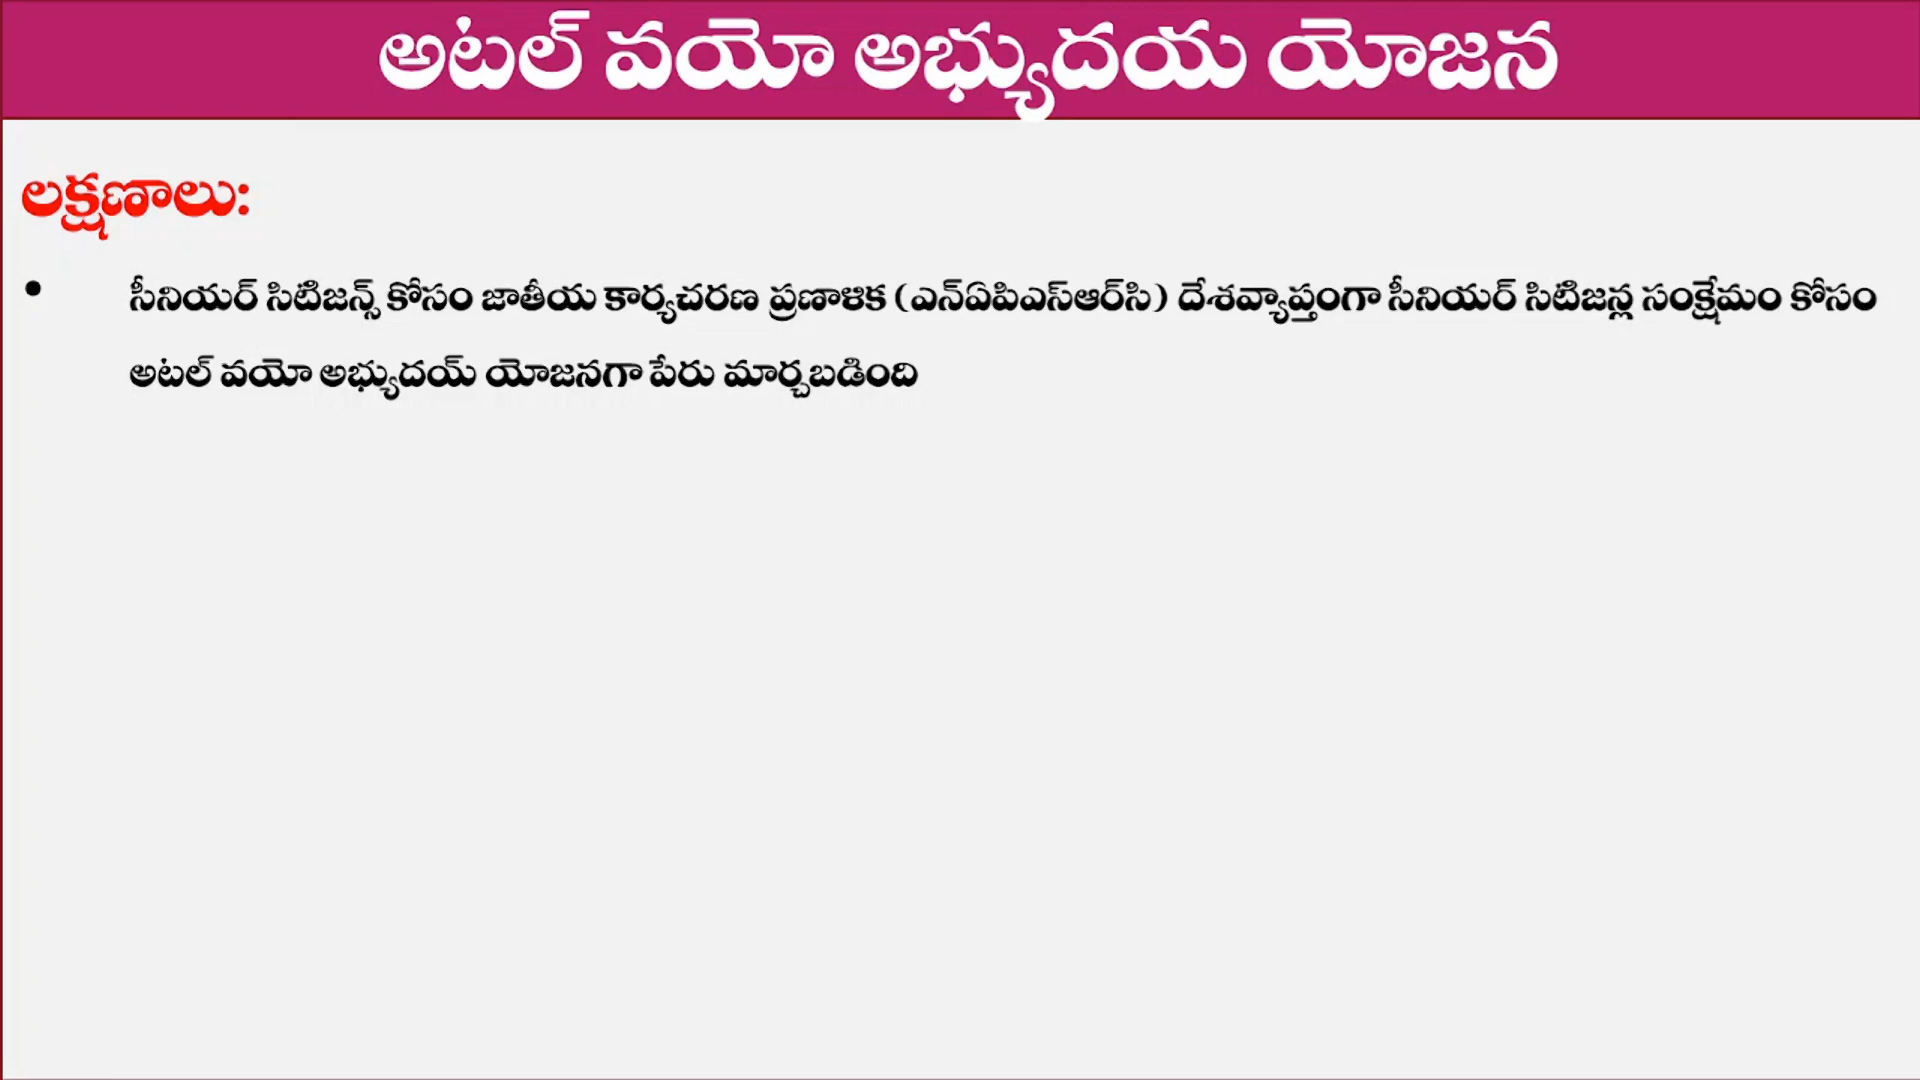 అటల్ వయో అభ్యుదయ యోజన
లక్షణాలు:
• సీనియర్ సిటిజన్స్ కోసం జాతీయ కార్యచరణ ప్రణాళిక (ఎన్ఏపిఎస్ఆర్సి) దేశవ్యాప్తంగా సీనియర్ సిటిజన్ల సంక్షేమం కోసం
అటల్ వయో అభ్యుదయ్ యోజనగా పేరు మార్చబడింది